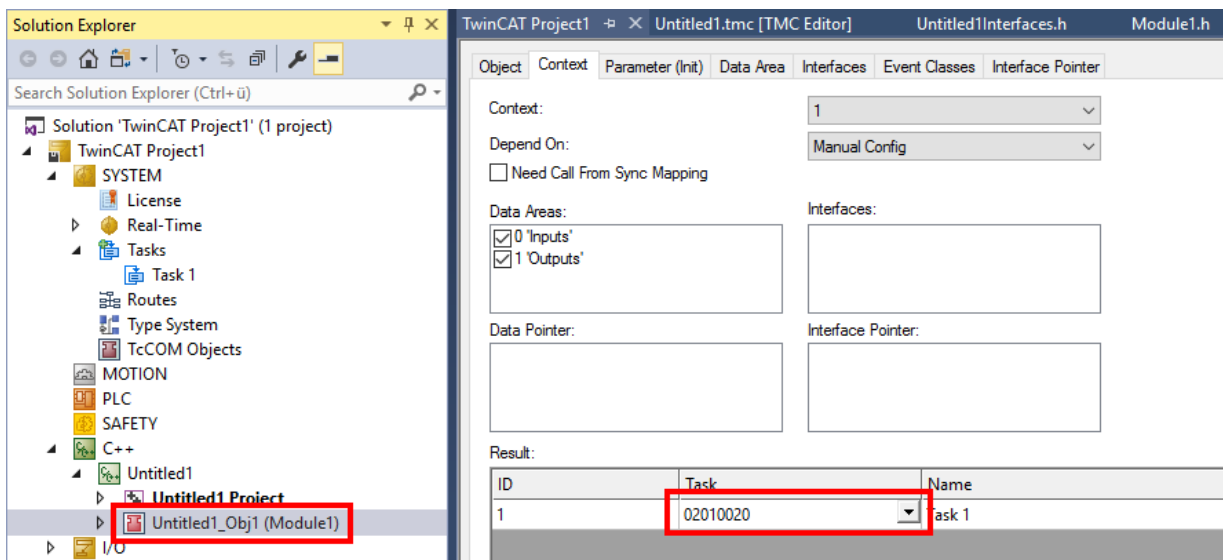 Solution Explorer
Search Solution Explorer (Ctrl+ü)
Solution 'TwinCAT Project1' (1 project)
TwinCAT Project1
SYSTEM
License
Real-Time
Tasks
Task 1
Routes
Type System
TcCOM Objects
MOTION
PLC
SAFETY
C++
Untitled1
Untitled1 Project
Untitled1_Obj1 (Module1)
I/O
TwinCAT Project1 Untitled1.tmc [TMC Editor] Untitled1Interfaces.h Module1.h
Object Context Parameter (Init) Data Area Interfaces Event Classes Interface Pointer
Context: 1
Depend On: Manual Config
Need Call From Sync Mapping
Data Areas: Interfaces:
0 'Inputs'
1 'Outputs'
Data Pointer: Interface Pointer:
Result:
ID Task Name
1 02010020 Task 1